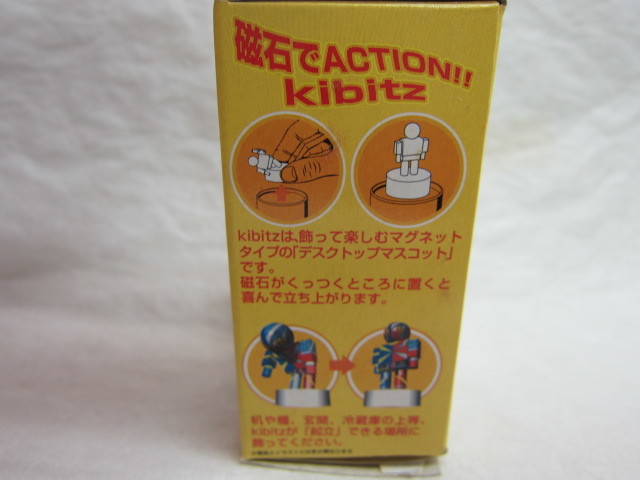 磁石でACTION!!
kibitz
kibitzは、飾って楽しむマグネット
タイプの「デスクトップマスコット」
です。
磁石がくっつくところに置くと
喜んで立ち上がります。
机や棚、玄関、冷蔵庫の上等、
kibitzが「起立」できる場所に
飾ってください。